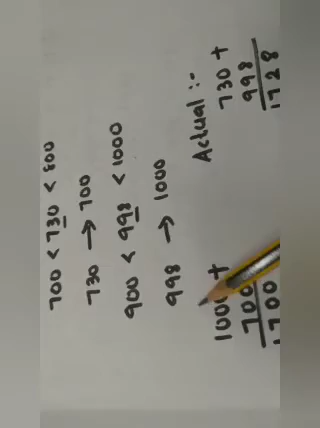 700 < 730 < 800
730 → 700
900 < 998 < 1000
998 → 1000
1000 +
700
1700
Actual :-
730 +
998
1728